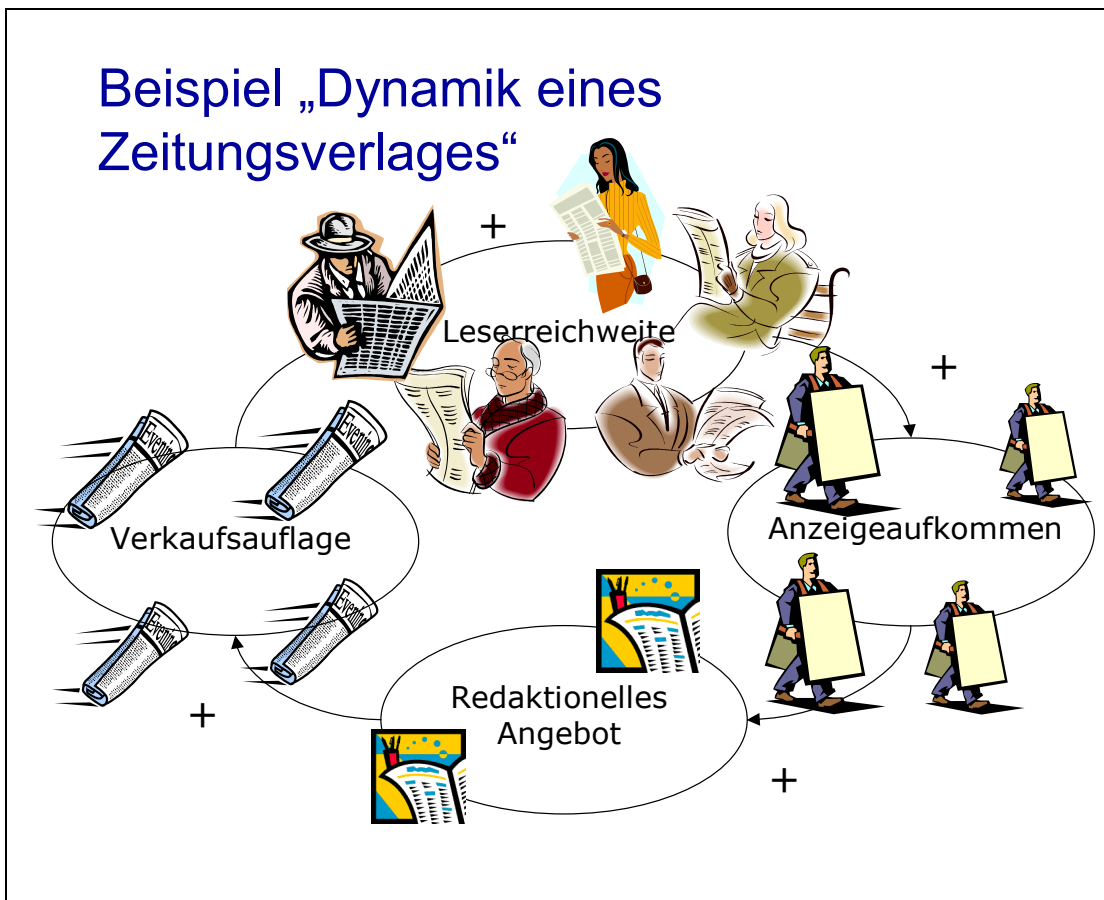 Beispiel „Dynamik eines
Zeitungsverlages“
+
Leserreichweite
+
Verkaufsauflage
Anzeigeaufkommen
Redaktionelles
Angebot
+
+